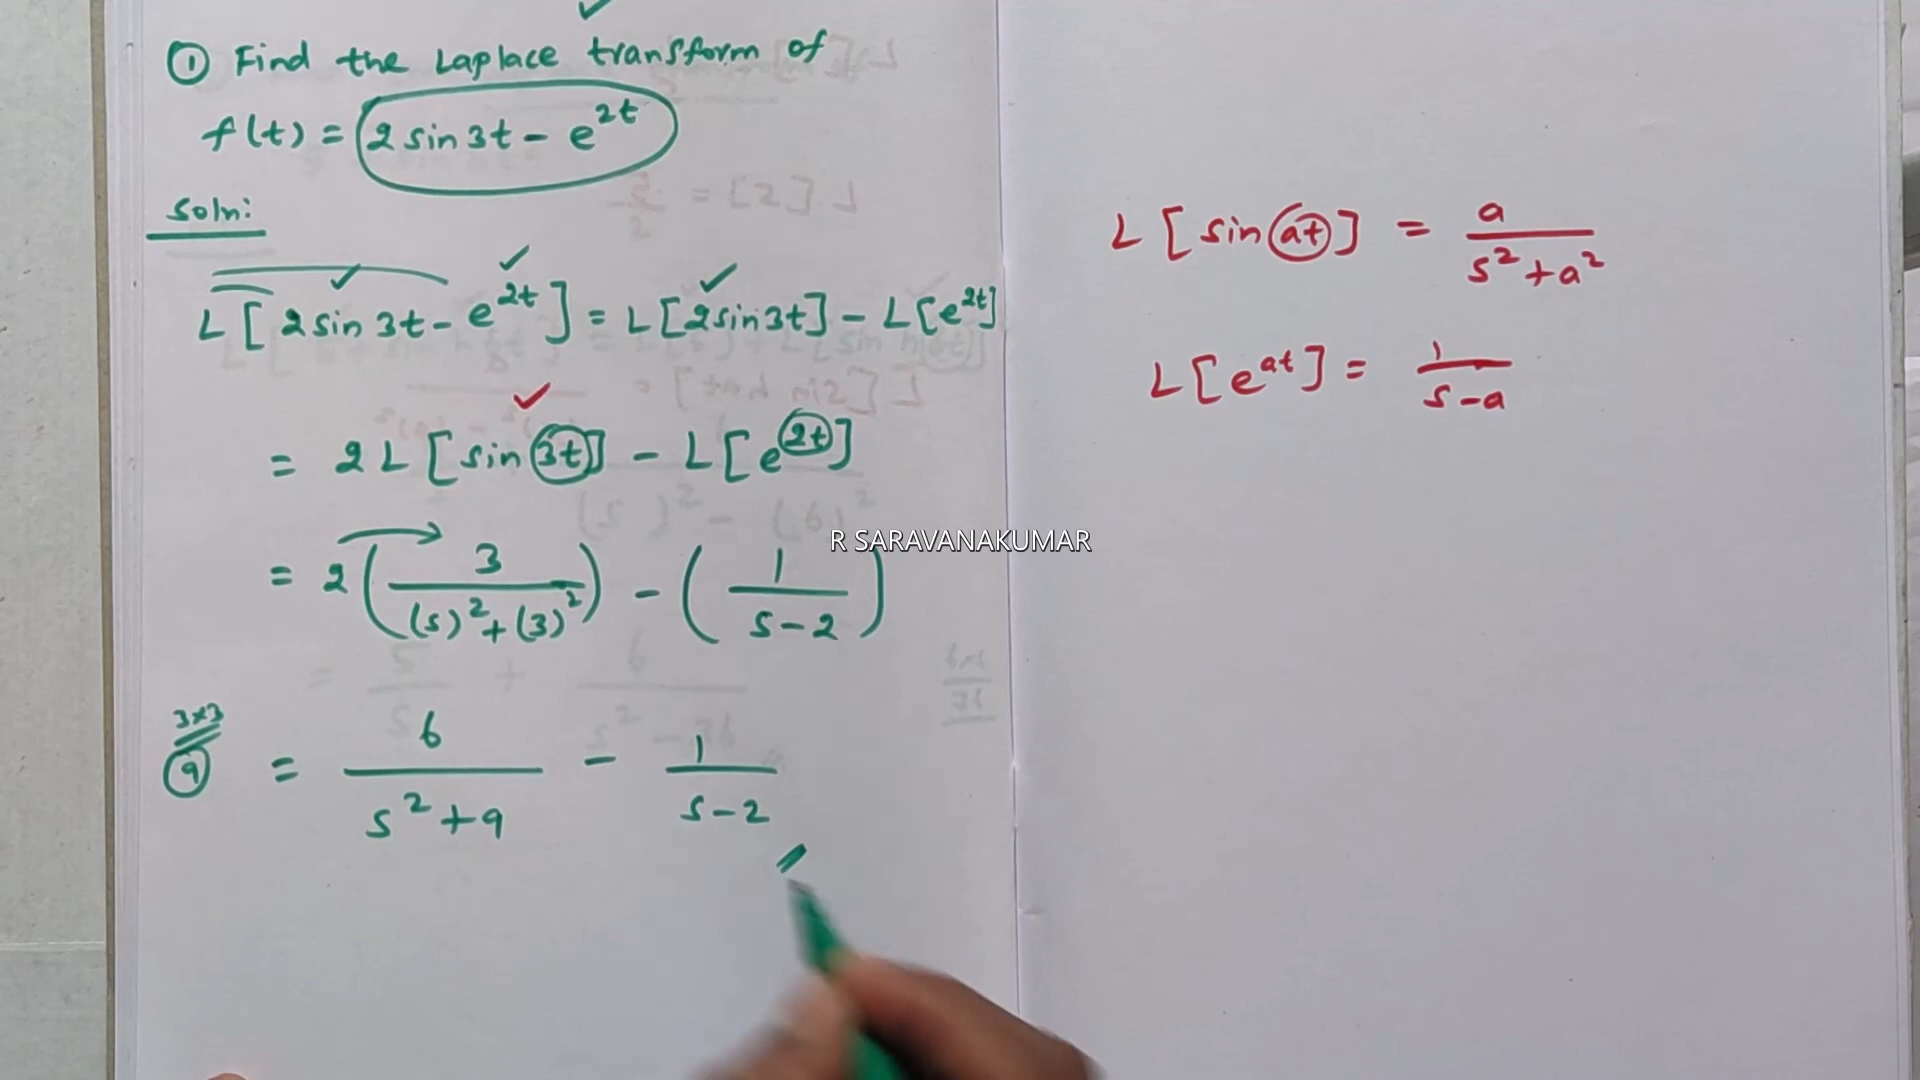 ① Find the Laplace transform of
f(t) = 2 sin 3t - e^2t
Soln:
L [ 2 sin 3t - e^2t ] = L [2 sin 3t] - L [e^2t]
= 2 L [ sin 3t ] - L [ e^2t ]
= 2 ( 3 / (s)^2 + (3)^2 ) - ( 1 / s-2 )
3×3
9
= 6 / s^2 + 9 - 1 / s-2
L [ sin at ] = a / s^2 + a^2
L [ e^at ] = 1 / s-a
R SARAVANAKUMAR